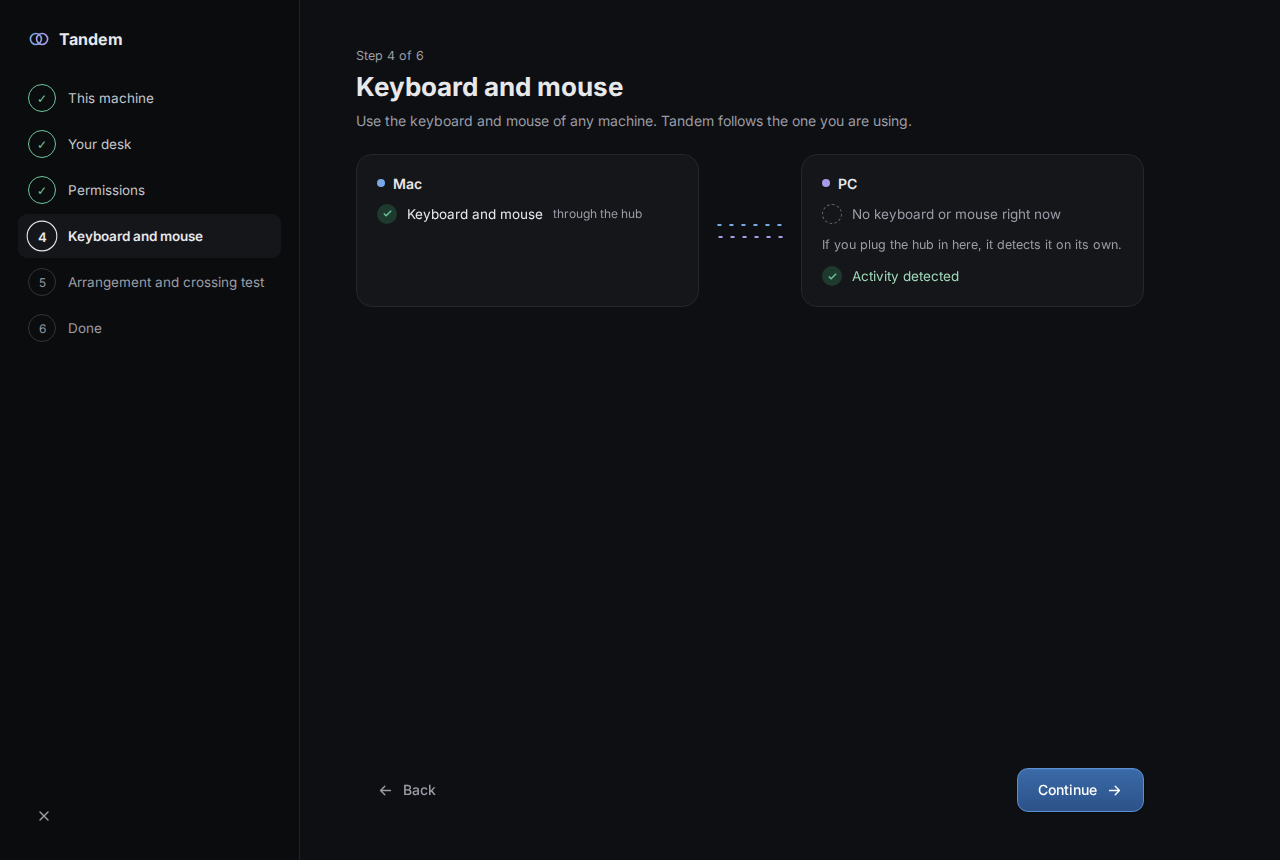 Tandem
This machine
Your desk
Permissions
4 Keyboard and mouse
5 Arrangement and crossing test
6 Done
Step 4 of 6
Keyboard and mouse
Use the keyboard and mouse of any machine. Tandem follows the one you are using.
Mac
Keyboard and mouse through the hub
PC
No keyboard or mouse right now
If you plug the hub in here, it detects it on its own.
Activity detected
Back
Continue